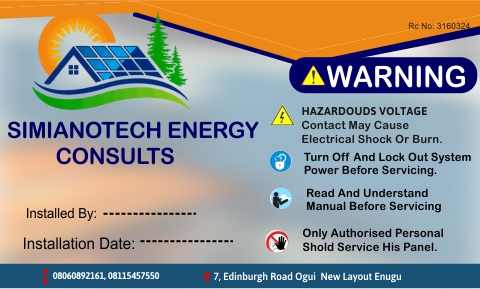 Rc No: 3160324
WARNING
SIMIANOTECH ENERGY
CONSULTS
HAZARDOUDS VOLTAGE
Contact May Cause
Electrical Shock Or Burn.
Turn Off And Lock Out System
Power Before Servicing.
Read And Understand
Manual Before Servicing
Only Authorised Personal
Shold Service His Panel.
Installed By: ----------------
Installation Date: ----------------
08060892161, 08115457550
7, Edinburgh Road Ogui New Layout Enugu